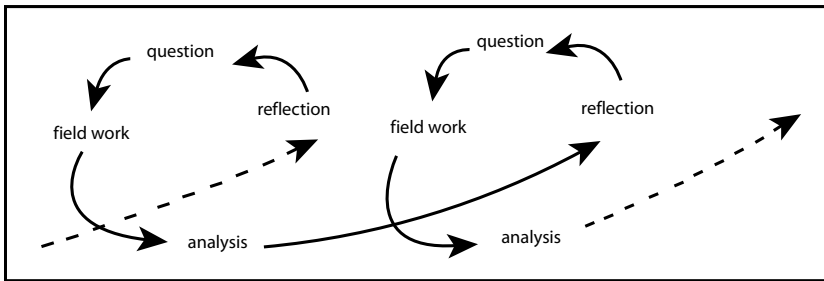 question
reflection
field work
analysis
question
reflection
field work
analysis